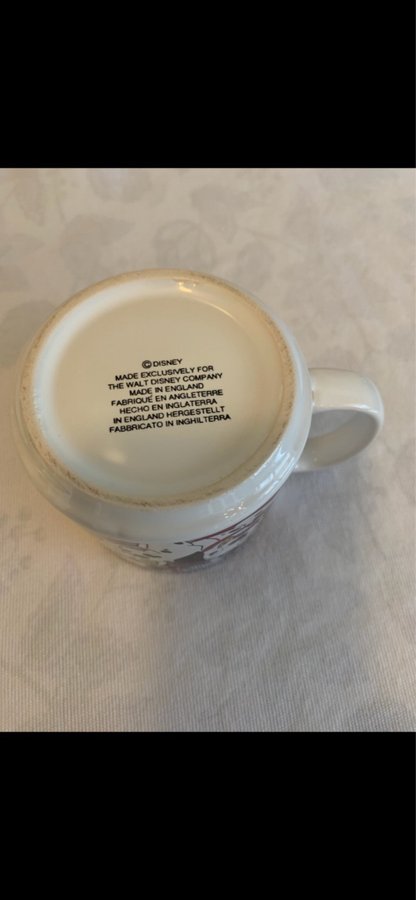 © DISNEY
MADE EXCLUSIVELY FOR
THE WALT DISNEY COMPANY
MADE IN ENGLAND
FABRIQUÉ EN ANGLETERRE
HECHO EN INGLATERRA
IN ENGLAND HERGESTELLT
FABBRICATO IN INGHILTERRA